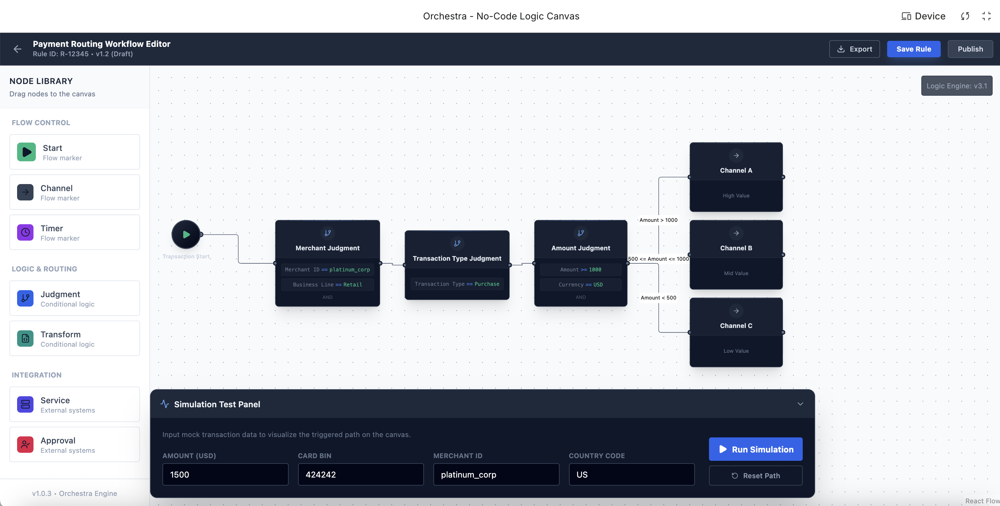 Orchestra - No-Code Logic Canvas
Device
Payment Routing Workflow Editor
Rule ID: R-12345 • v1.2 (Draft)
Export
Save Rule
Publish
NODE LIBRARY
Drag nodes to the canvas
FLOW CONTROL
Start
Flow marker
Channel
Flow marker
Timer
Flow marker
LOGIC & ROUTING
Judgment
Conditional logic
Transform
Conditional logic
INTEGRATION
Service
External systems
Approval
External systems
v1.0.3 • Orchestra Engine
Logic Engine: v3.1
Transaction Start
Merchant Judgment
Merchant ID == platinum_corp
Business Line == Retail
AND
Transaction Type Judgment
Transaction Type == Purchase
Amount Judgment
Amount >= 1000
Currency == USD
AND
Amount > 1000
500 <= Amount <= 1000
Amount < 500
Channel A
High Value
Channel B
Mid Value
Channel C
Low Value
Simulation Test Panel
Input mock transaction data to visualize the triggered path on the canvas.
AMOUNT (USD)
1500
CARD BIN
424242
MERCHANT ID
platinum_corp
COUNTRY CODE
US
Run Simulation
Reset Path
React Flow